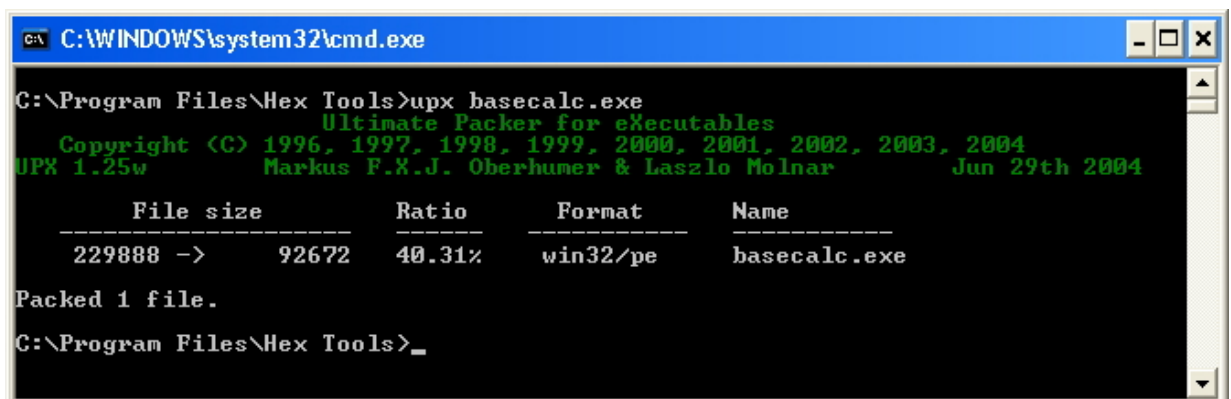 C:\WINDOWS\system32\cmd.exe
C:\Program Files\Hex Tools>upx basecalc.exe
Ultimate Packer for eXecutables
Copyright (C) 1996, 1997, 1998, 1999, 2000, 2001, 2002, 2003, 2004
UPX 1.25w Markus F.X.J. Oberhumer & Laszlo Molnar Jun 29th 2004
File size Ratio Format Name
-------------------- ------ ----------- -----------
229888 -> 92672 40.31% win32/pe basecalc.exe
Packed 1 file.
C:\Program Files\Hex Tools>_